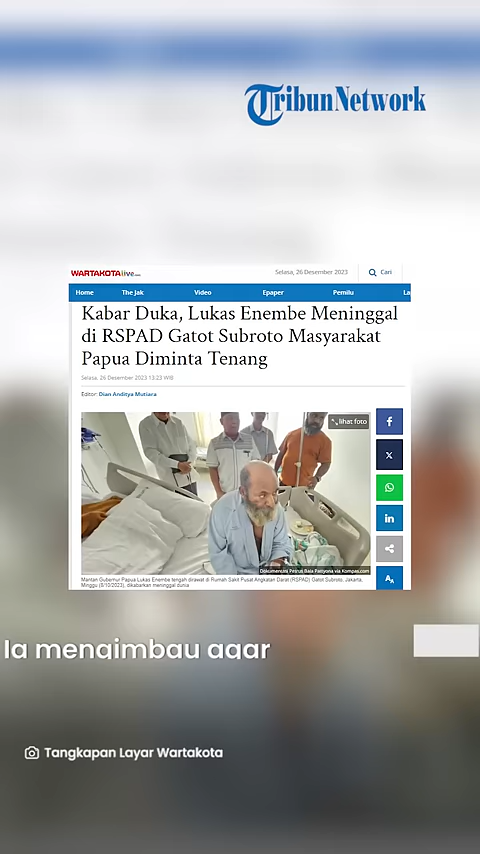 TribunNetwork
WARTAKOTAlive.com
Selasa, 26 Desember 2023
Cari
Home The Jak Video Epaper Pemilu La
Kabar Duka, Lukas Enembe Meninggal
di RSPAD Gatot Subroto Masyarakat
Papua Diminta Tenang
Selasa, 26 Desember 2023 13:23 WIB
Editor: Dian Anditya Mutiara
lihat foto
Dokumentasi Petrus Bala Pattyona via Kompas.com
Mantan Gubernur Papua Lukas Enembe tengah dirawat di Rumah Sakit Pusat Angkatan Darat (RSPAD) Gatot Subroto, Jakarta,
Minggu (8/10/2023), dikabarkan meninggal dunia
Ia mengimbau agar
Tangkapan Layar Wartakota